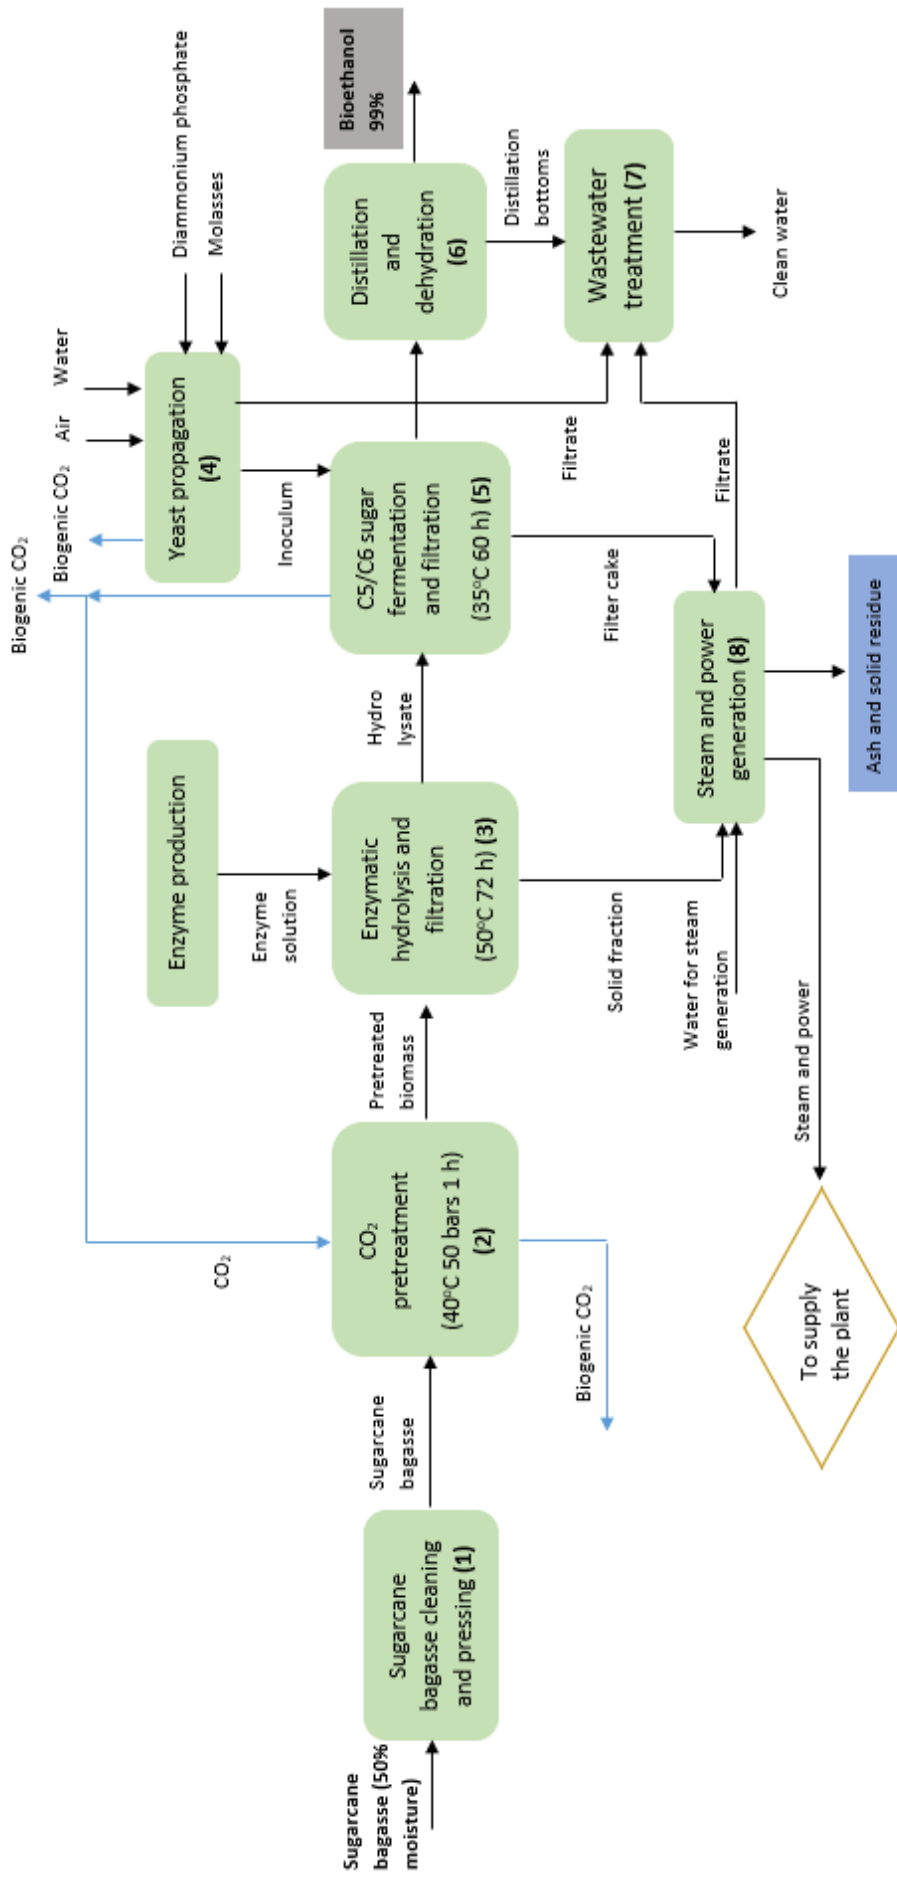 Sugarcane
bagasse (50%
moisture)
Sugarcane
bagasse cleaning
and pressing (1)
Sugarcane
bagasse
CO₂
CO₂
pretreatment
(40°C 50 bars 1 h)
(2)
Biogenic CO₂
Pretreated
biomass
Enzyme production
Enzyme
solution
Enzymatic
hydrolysis and
filtration
(50°C 72 h) (3)
Solid fraction
Hydro
lysate
Biogenic CO₂
Biogenic CO₂
Air
Water
Yeast propagation
(4)
Diammonium phosphate
Molasses
Inoculum
C5/C6 sugar
fermentation
and filtration
(35°C 60 h) (5)
Filter cake
Filtrate
Distillation
and
dehydration
(6)
Bioethanol
99%
Distillation
bottoms
Wastewater
treatment (7)
Clean water
Filtrate
Water for steam
generation
Steam and power
generation (8)
Ash and solid residue
Steam and power
To supply
the plant